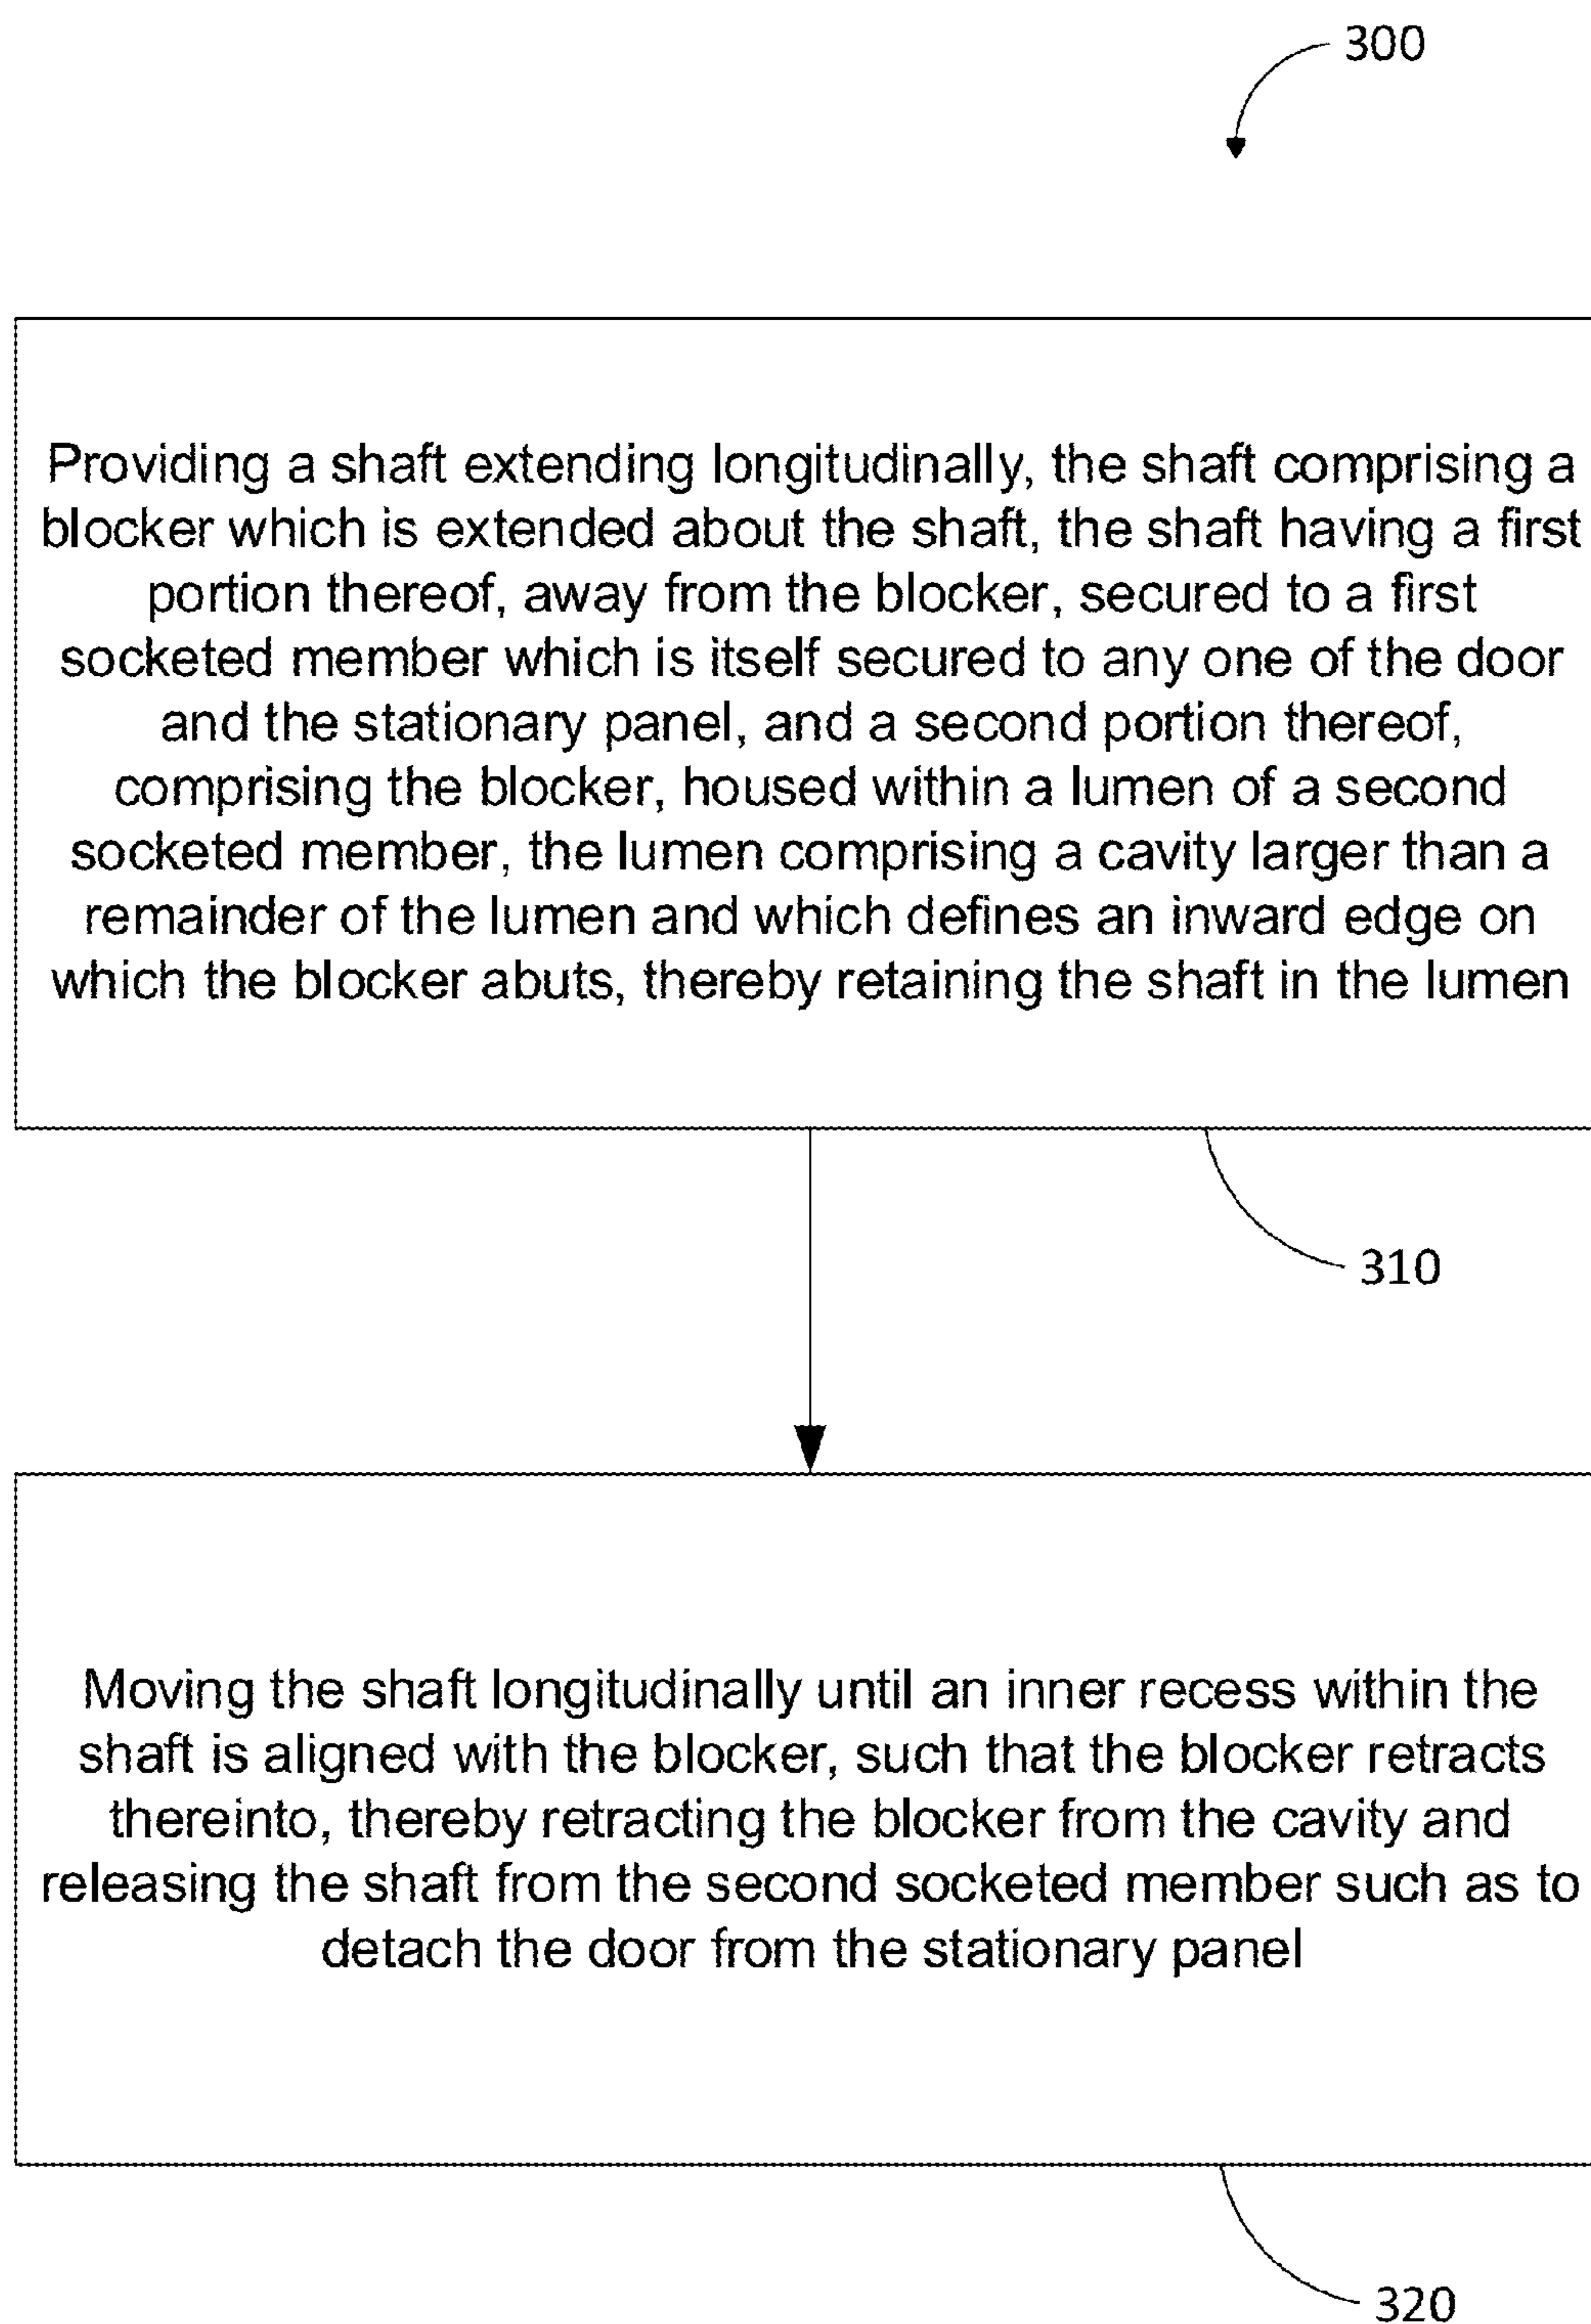 300
Providing a shaft extending longitudinally, the shaft comprising a
blocker which is extended about the shaft, the shaft having a first
portion thereof, away from the blocker, secured to a first
socketed member which is itself secured to any one of the door
and the stationary panel, and a second portion thereof,
comprising the blocker, housed within a lumen of a second
socketed member, the lumen comprising a cavity larger than a
remainder of the lumen and which defines an inward edge on
which the blocker abuts, thereby retaining the shaft in the lumen
310
Moving the shaft longitudinally until an inner recess within the
shaft is aligned with the blocker, such that the blocker retracts
thereinto, thereby retracting the blocker from the cavity and
releasing the shaft from the second socketed member such as to
detach the door from the stationary panel
320